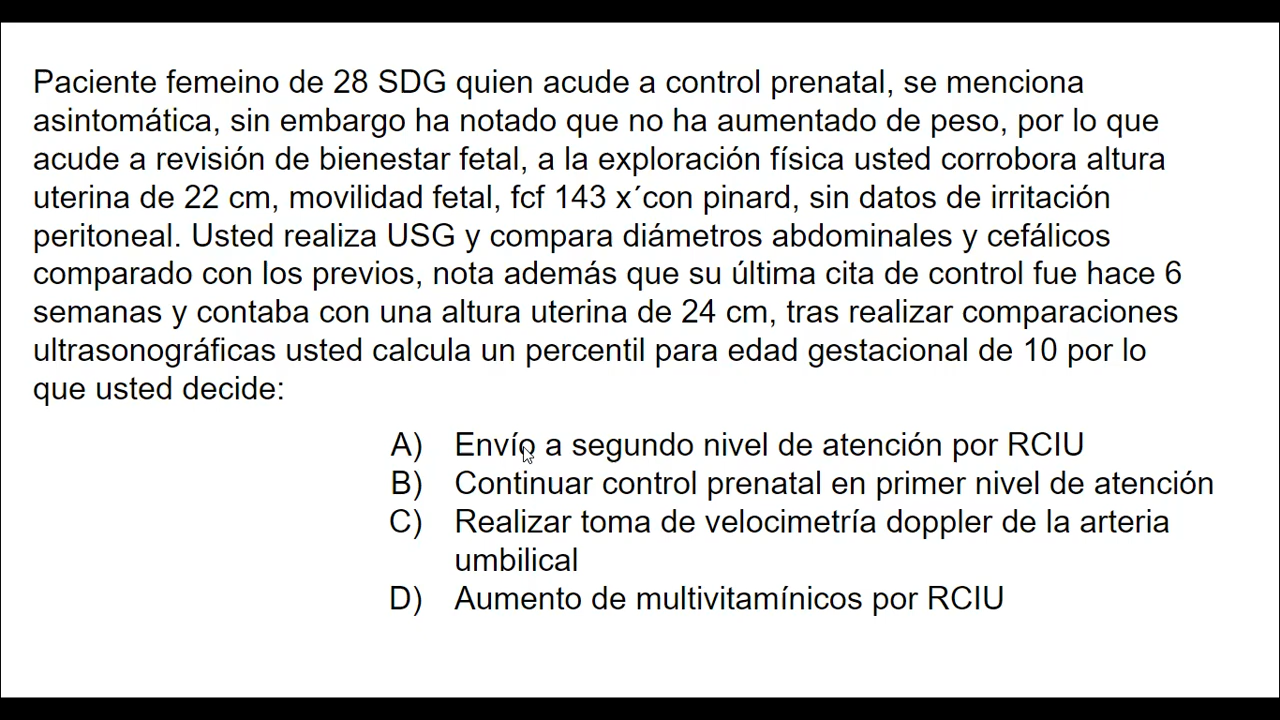 Paciente femeino de 28 SDG quien acude a control prenatal, se menciona
asintomática, sin embargo ha notado que no ha aumentado de peso, por lo que
acude a revisión de bienestar fetal, a la exploración física usted corrobora altura
uterina de 22 cm, movilidad fetal, fcf 143 x´con pinard, sin datos de irritación
peritoneal. Usted realiza USG y compara diámetros abdominales y cefálicos
comparado con los previos, nota además que su última cita de control fue hace 6
semanas y contaba con una altura uterina de 24 cm, tras realizar comparaciones
ultrasonográficas usted calcula un percentil para edad gestacional de 10 por lo
que usted decide:
A) Envío a segundo nivel de atención por RCIU
B) Continuar control prenatal en primer nivel de atención
C) Realizar toma de velocimetría doppler de la arteria
umbilical
D) Aumento de multivitamínicos por RCIU